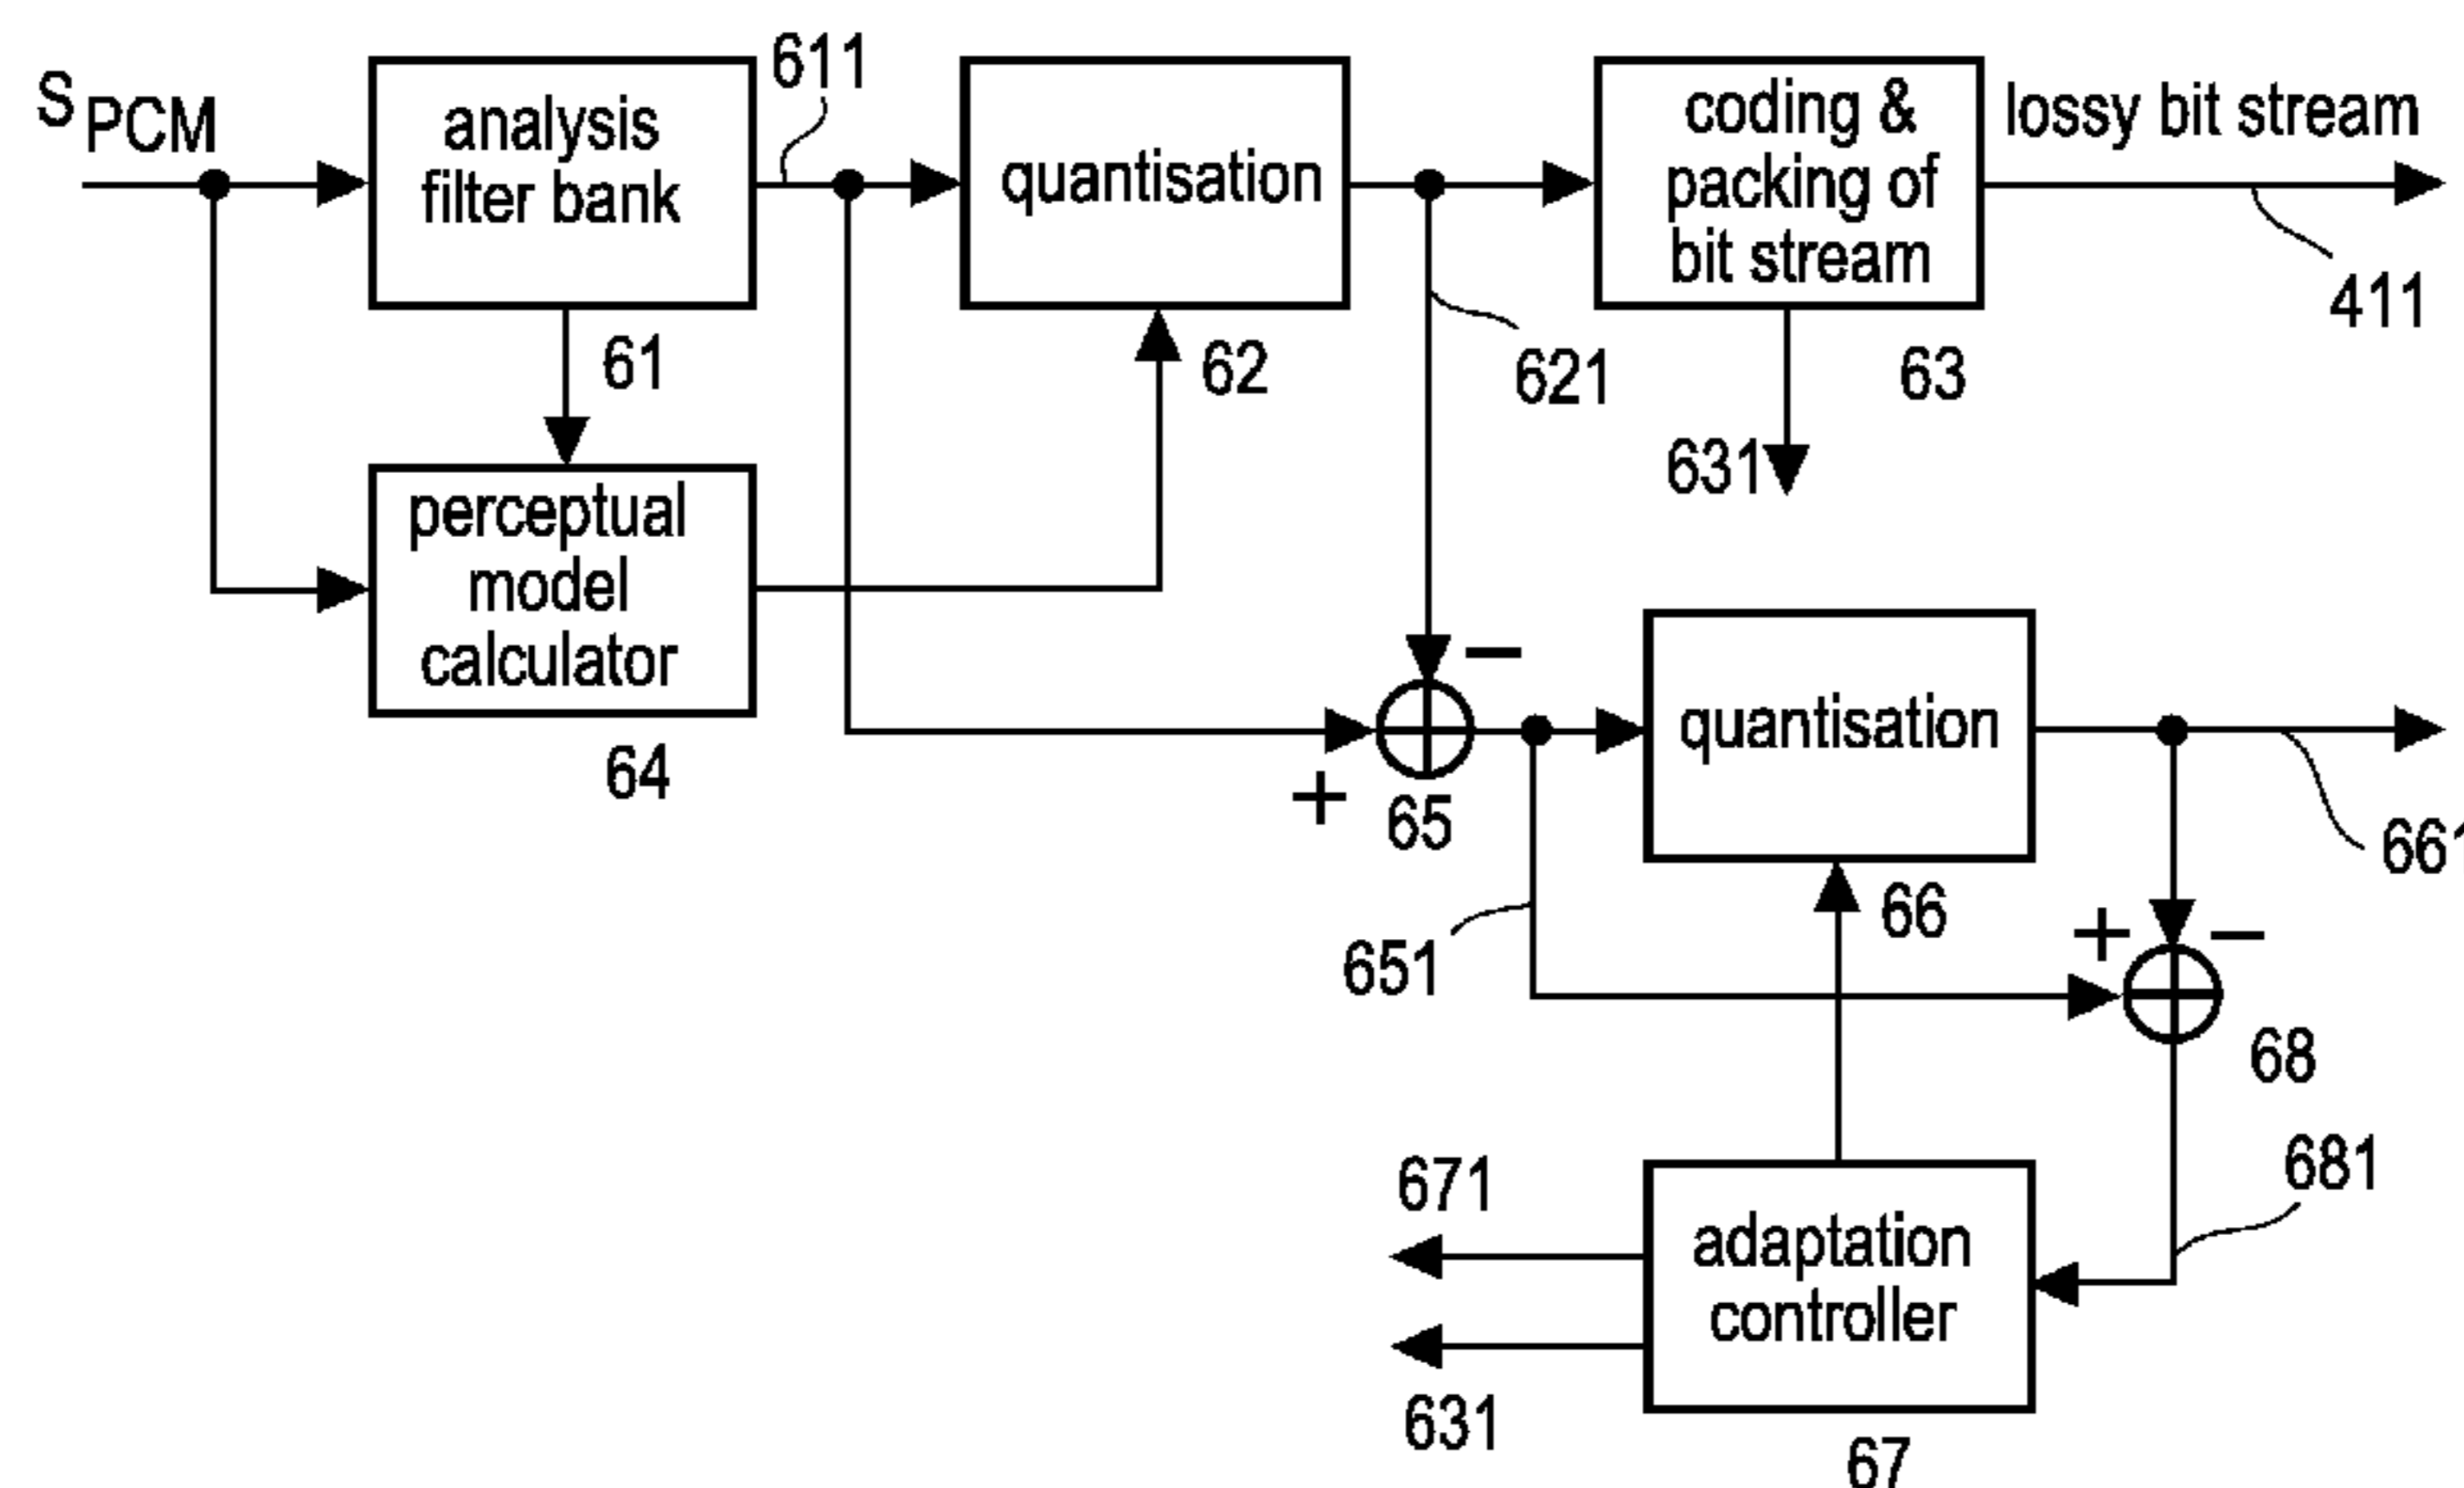 S PCM
analysis
filter bank
611
quantisation
coding &
packing of
bit stream
lossy bit stream
411
61
62
621
63
631
perceptual
model
calculator
64
−
+
65
quantisation
661
651
66
+
−
68
681
671
adaptation
controller
631
67